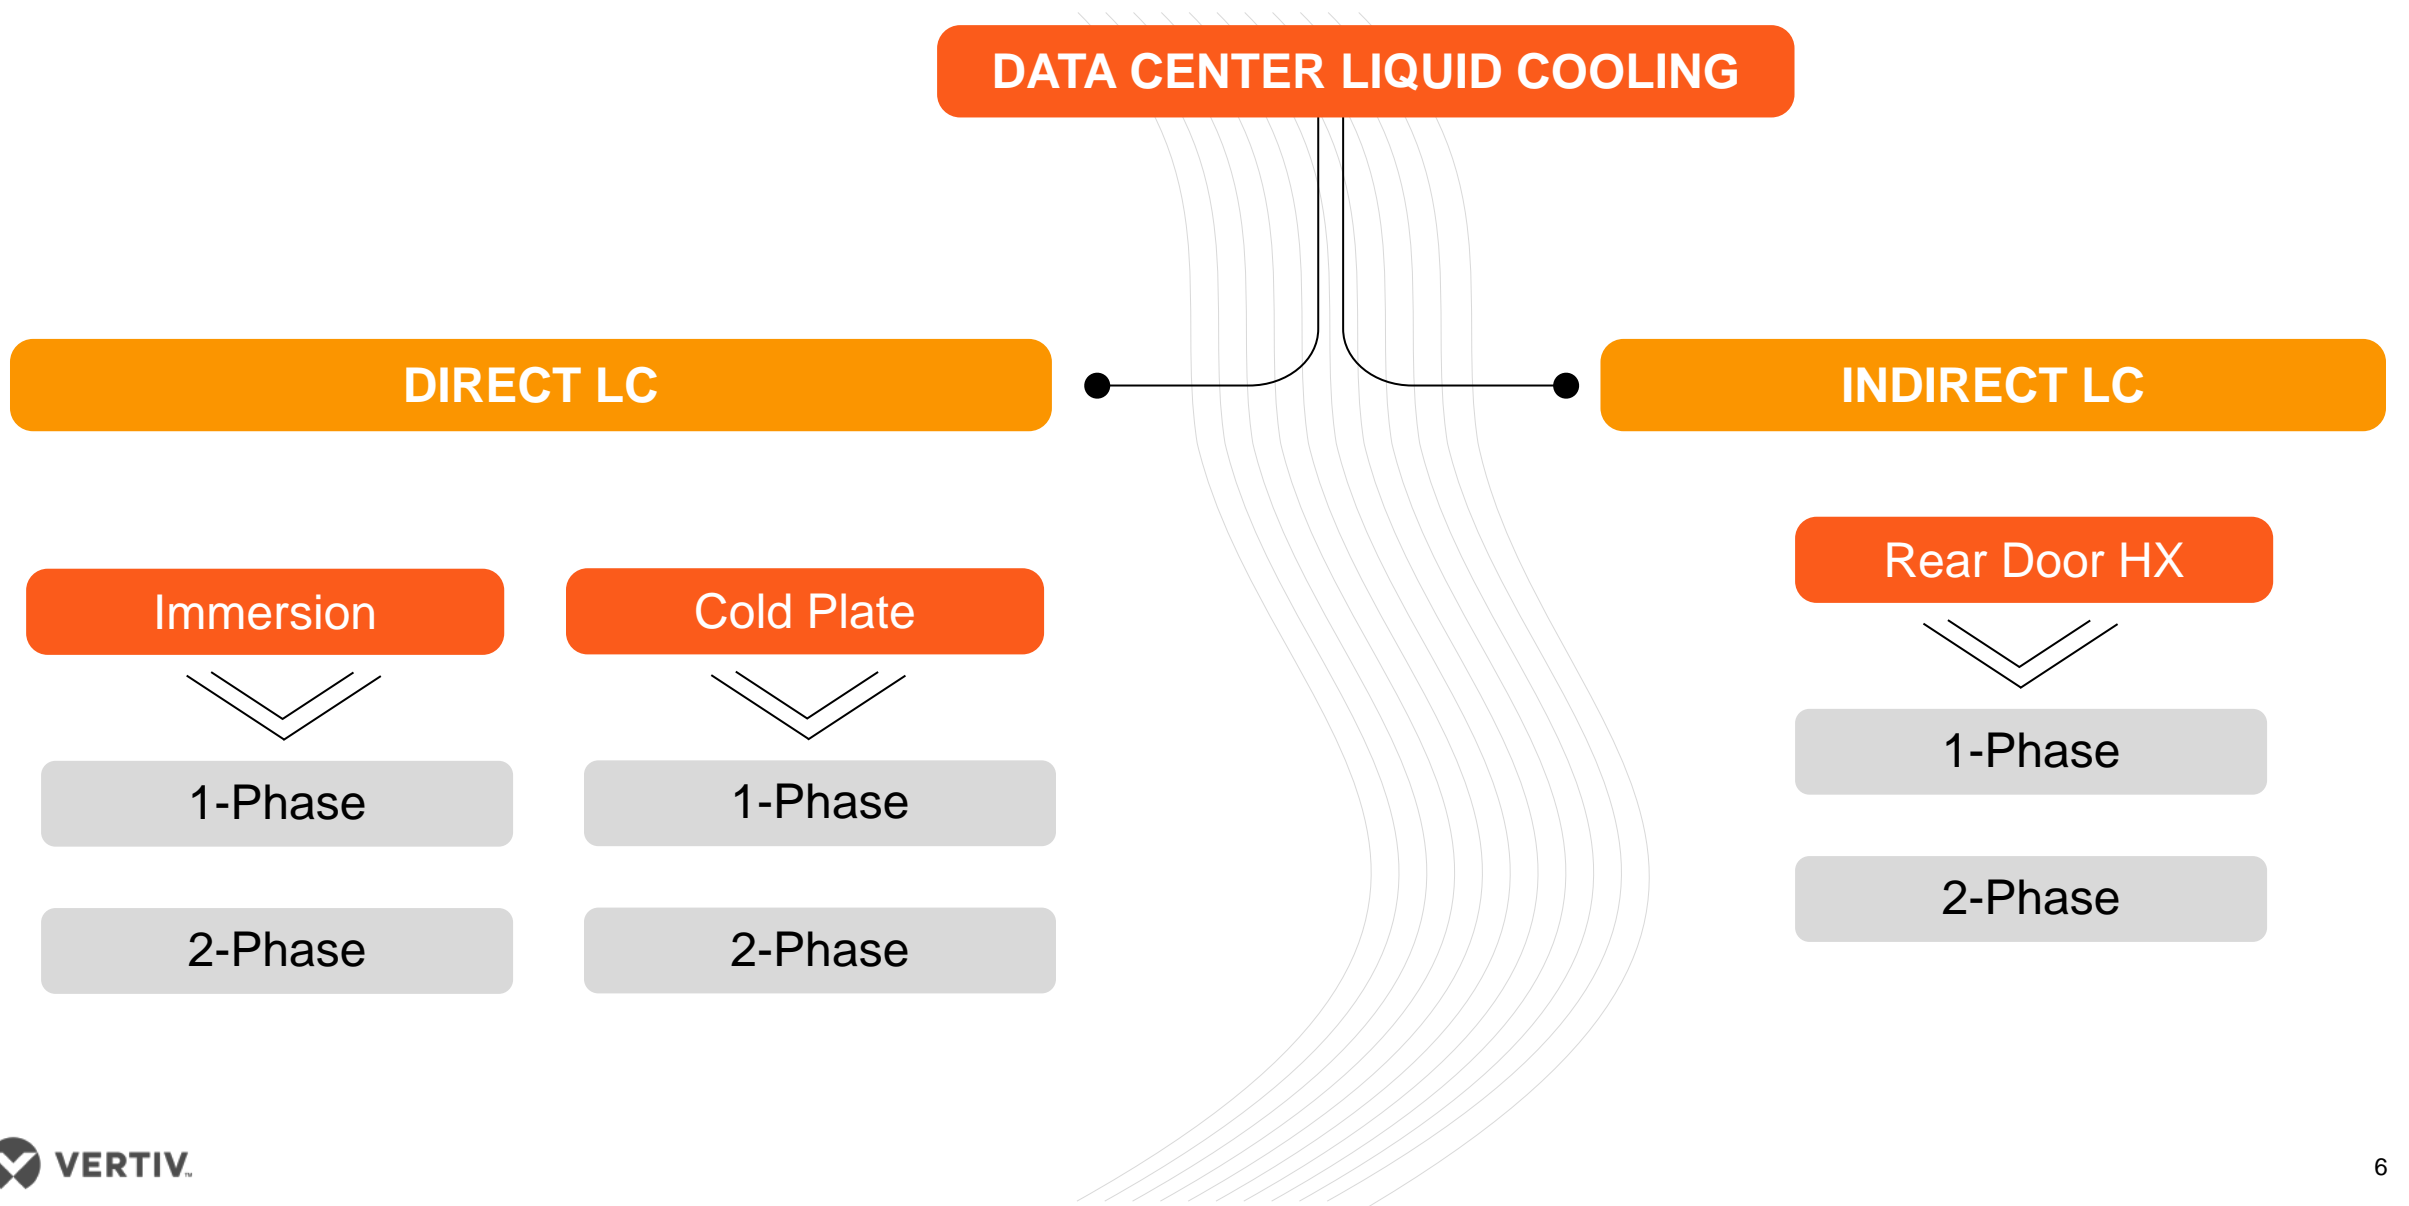 DATA CENTER LIQUID COOLING
DIRECT LC
INDIRECT LC
Immersion
1-Phase
2-Phase
Cold Plate
1-Phase
2-Phase
Rear Door HX
1-Phase
2-Phase
VERTIV™
6